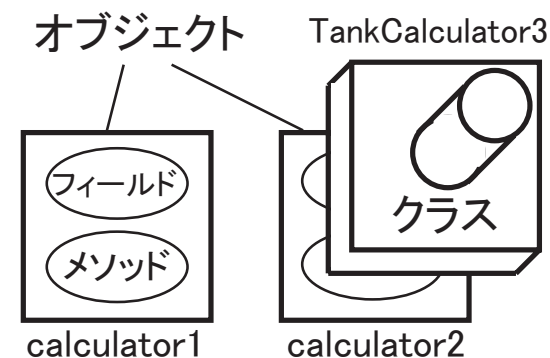 オブジェクト
TankCalculator3
フィールド
メソッド
クラス
calculator1
calculator2